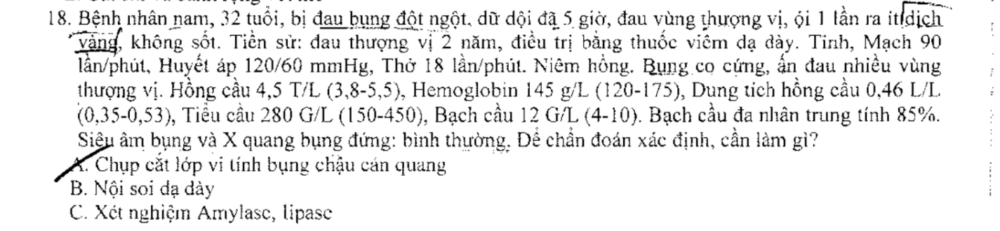 18. Bệnh nhân nam, 32 tuổi, bị đau bụng đột ngột, dữ dội đã 5 giờ, đau vùng thượng vị, ói 1 lần ra ít dịch
vàng, không sốt. Tiền sử: đau thượng vị 2 năm, điều trị bằng thuốc viêm dạ dày. Tỉnh, Mạch 90
lần/phút, Huyết áp 120/60 mmHg, Thở 18 lần/phút. Niêm hồng. Bụng co cứng, ấn đau nhiều vùng
thượng vị. Hồng cầu 4,5 T/L (3,8-5,5), Hemoglobin 145 g/L (120-175), Dung tích hồng cầu 0,46 L/L
(0,35-0,53), Tiểu cầu 280 G/L (150-450), Bạch cầu 12 G/L (4-10). Bạch cầu đa nhân trung tính 85%.
Siêu âm bụng và X quang bụng đứng: bình thường. Để chẩn đoán xác định, cần làm gì?
A. Chụp cắt lớp vi tính bụng chậu cản quang
B. Nội soi dạ dày
C. Xét nghiệm Amylase, lipase